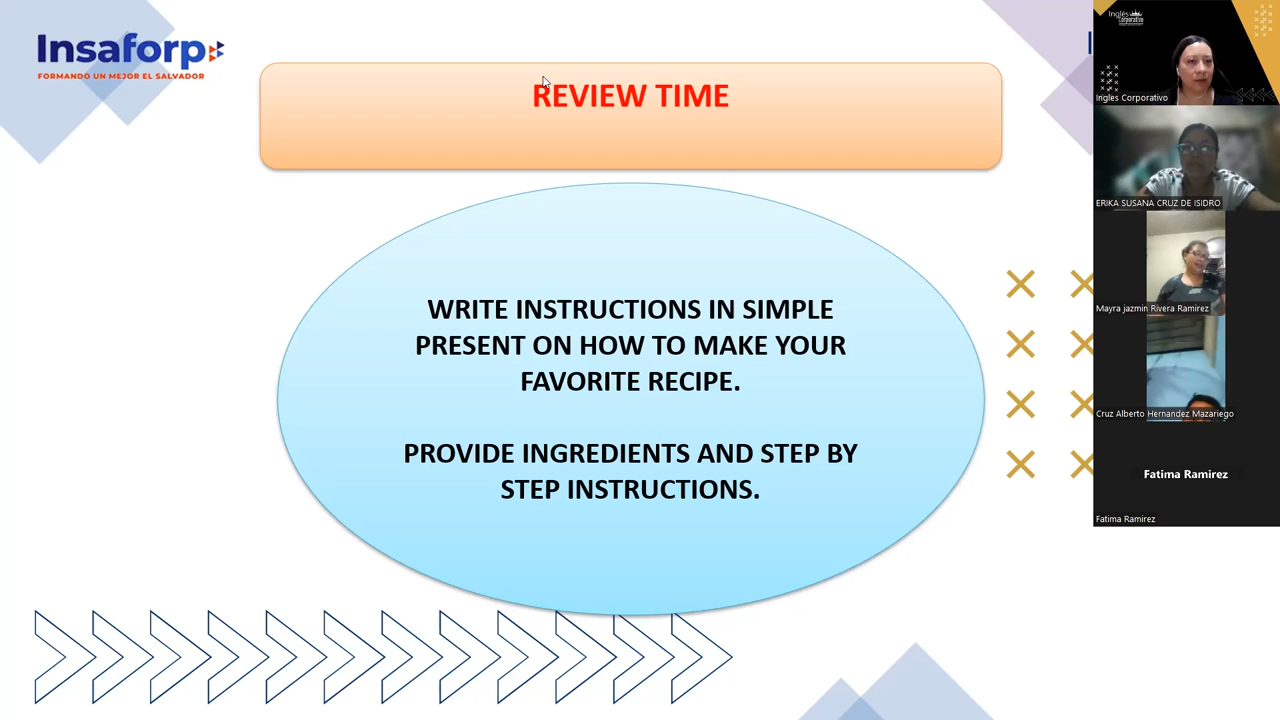 Insaforp
FORMANDO UN MEJOR EL SALVADOR
REVIEW TIME
WRITE INSTRUCTIONS IN SIMPLE
PRESENT ON HOW TO MAKE YOUR
FAVORITE RECIPE.
PROVIDE INGREDIENTS AND STEP BY
STEP INSTRUCTIONS.
Inglés
Corporativo
Ingles Corporativo
ERIKA SUSANA CRUZ DE ISIDRO
Mayra jazmin Rivera Ramirez
Cruz Alberto Hernandez Mazariego
Fatima Ramirez
Fatima Ramirez